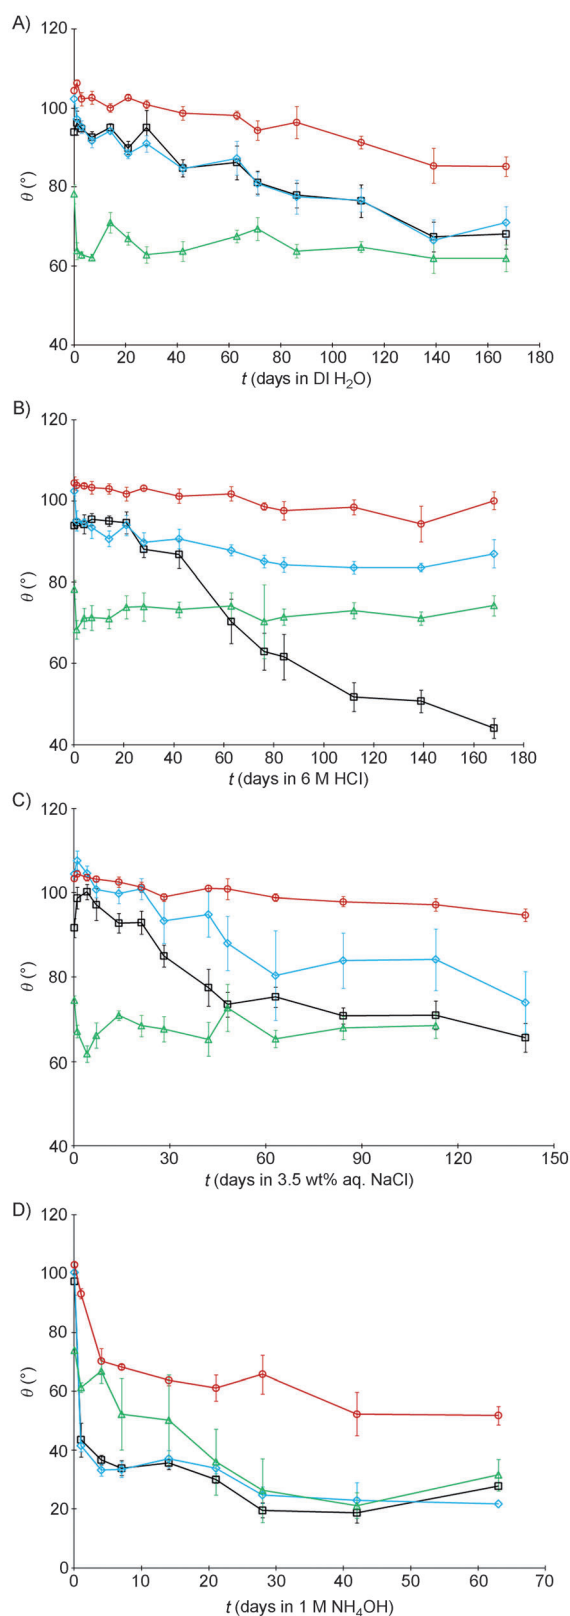 A)
120
100
80
60
40
θ (°)
0 20 40 60 80 100 120 140 160 180
t (days in DI H₂O)
B)
120
100
80
60
40
θ (°)
0 20 40 60 80 100 120 140 160 180
t (days in 6 M HCl)
C)
120
100
80
60
40
θ (°)
0 30 60 90 120 150
t (days in 3.5 wt% aq. NaCl)
D)
120
100
80
60
40
20
0
θ (°)
0 10 20 30 40 50 60 70
t (days in 1 M NH₄OH)